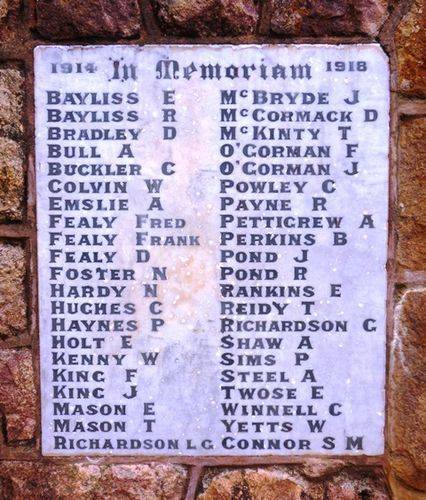 1914 In Memoriam 1918
BAYLISS E
BAYLISS R
BRADLEY D
BULL A
BUCKLER C
COLVIN W
EMSLIE A
FEALY FRED
FEALY FRANK
FEALY D
FOSTER N
HARDY N
HUGHES C
HAYNES P
HOLT E
KENNY W
KING F
KING J
MASON E
MASON T
RICHARDSON L G
McBRYDE J
McCORMACK D
McKINTY T
O'GORMAN F
O'GORMAN J
POWLEY C
PAYNE R
PETTIGREW A
PERKINS B
POND J
POND R
RANKINS E
REIDY T
RICHARDSON G
SHAW A
SIMS P
STEEL A
TWOSE E
WINNELL C
YETTS W
CONNOR S M